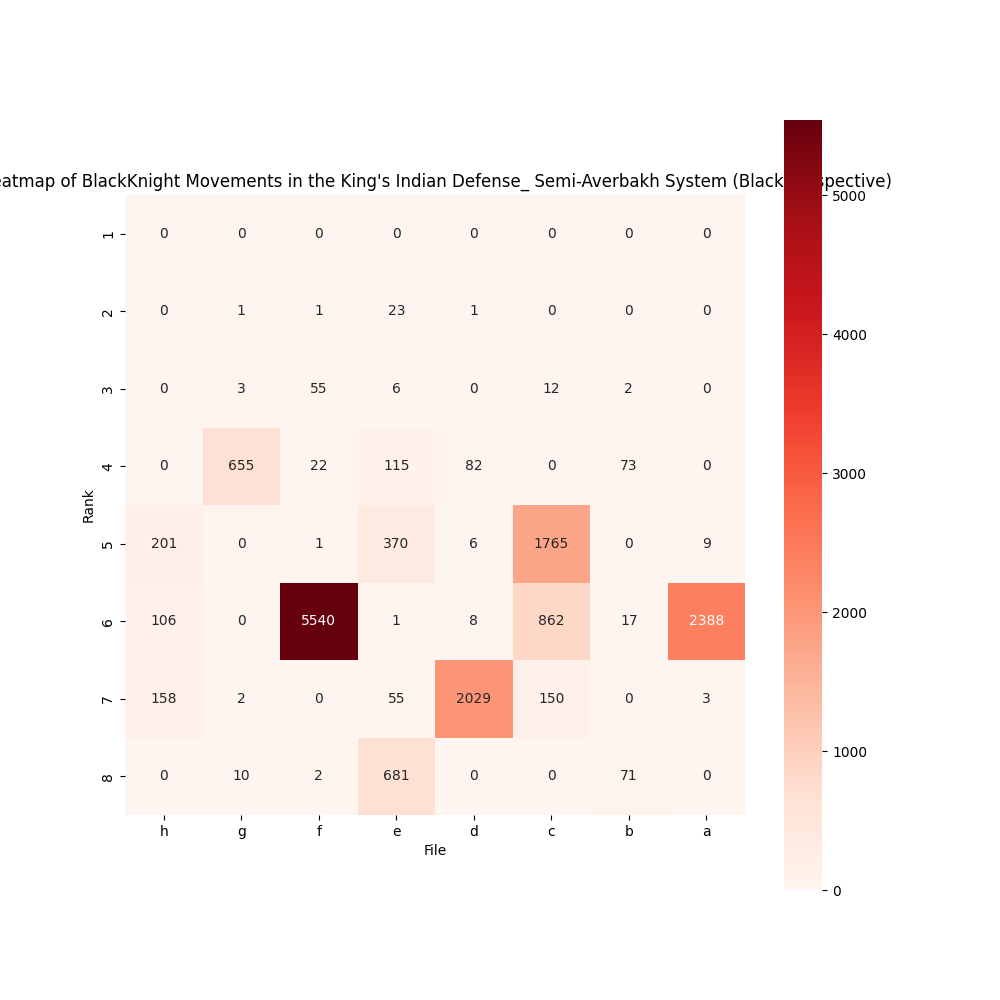 eatmap of BlackKnight Movements in the King's Indian Defense_ Semi-Averbakh System (Black Perspective)
1 0 0 0 0 0 0 0 0
2 0 1 1 23 1 0 0 0
3 0 3 55 6 0 12 2 0
4 0 655 22 115 82 0 73 0
5 201 0 1 370 6 1765 0 9
6 106 0 5540 1 8 862 17 2388
7 158 2 0 55 2029 150 0 3
8 0 10 2 681 0 0 71 0
h g f e d c b a
File
Rank
5000
4000
3000
2000
1000
0